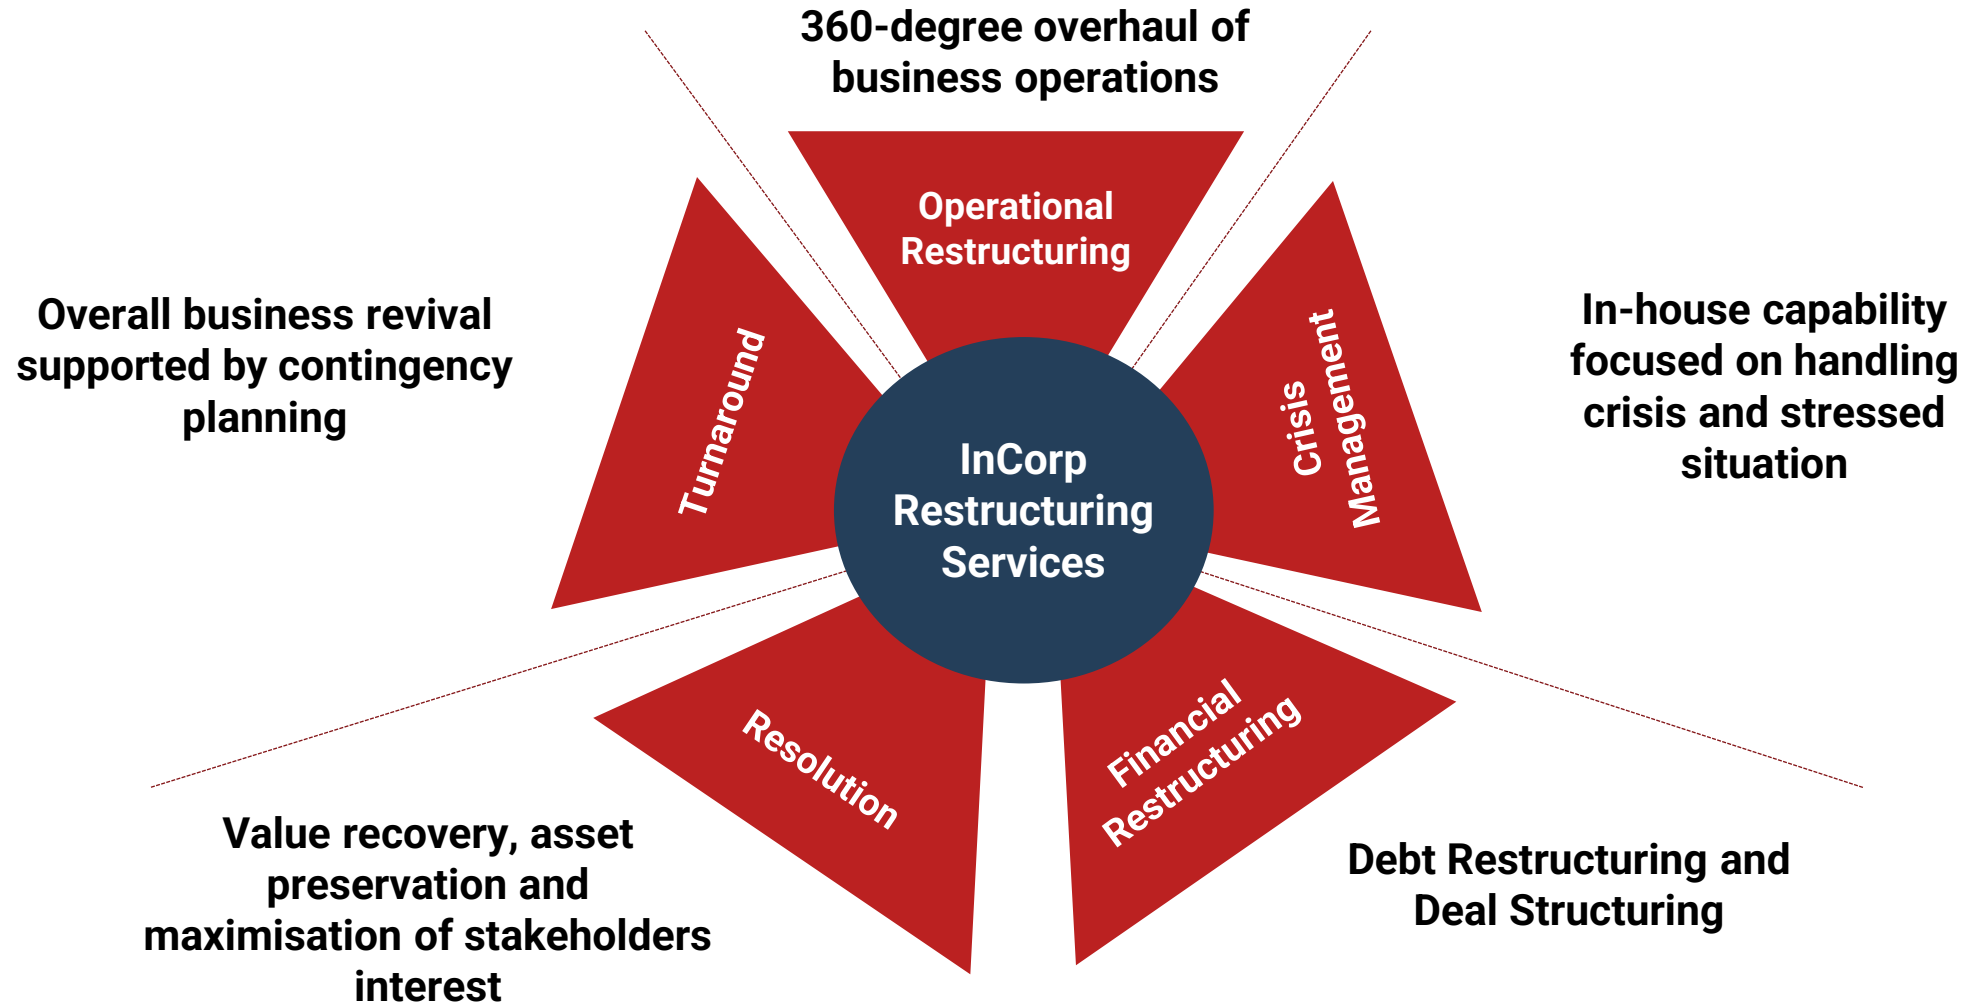 360-degree overhaul of
business operations
Operational
Restructuring
Overall business revival
supported by contingency
planning
Turnaround
InCorp
Restructuring
Services
Crisis
Management
In-house capability
focused on handling
crisis and stressed
situation
Resolution
Value recovery, asset
preservation and
maximisation of stakeholders
interest
Financial
Restructuring
Debt Restructuring and
Deal Structuring